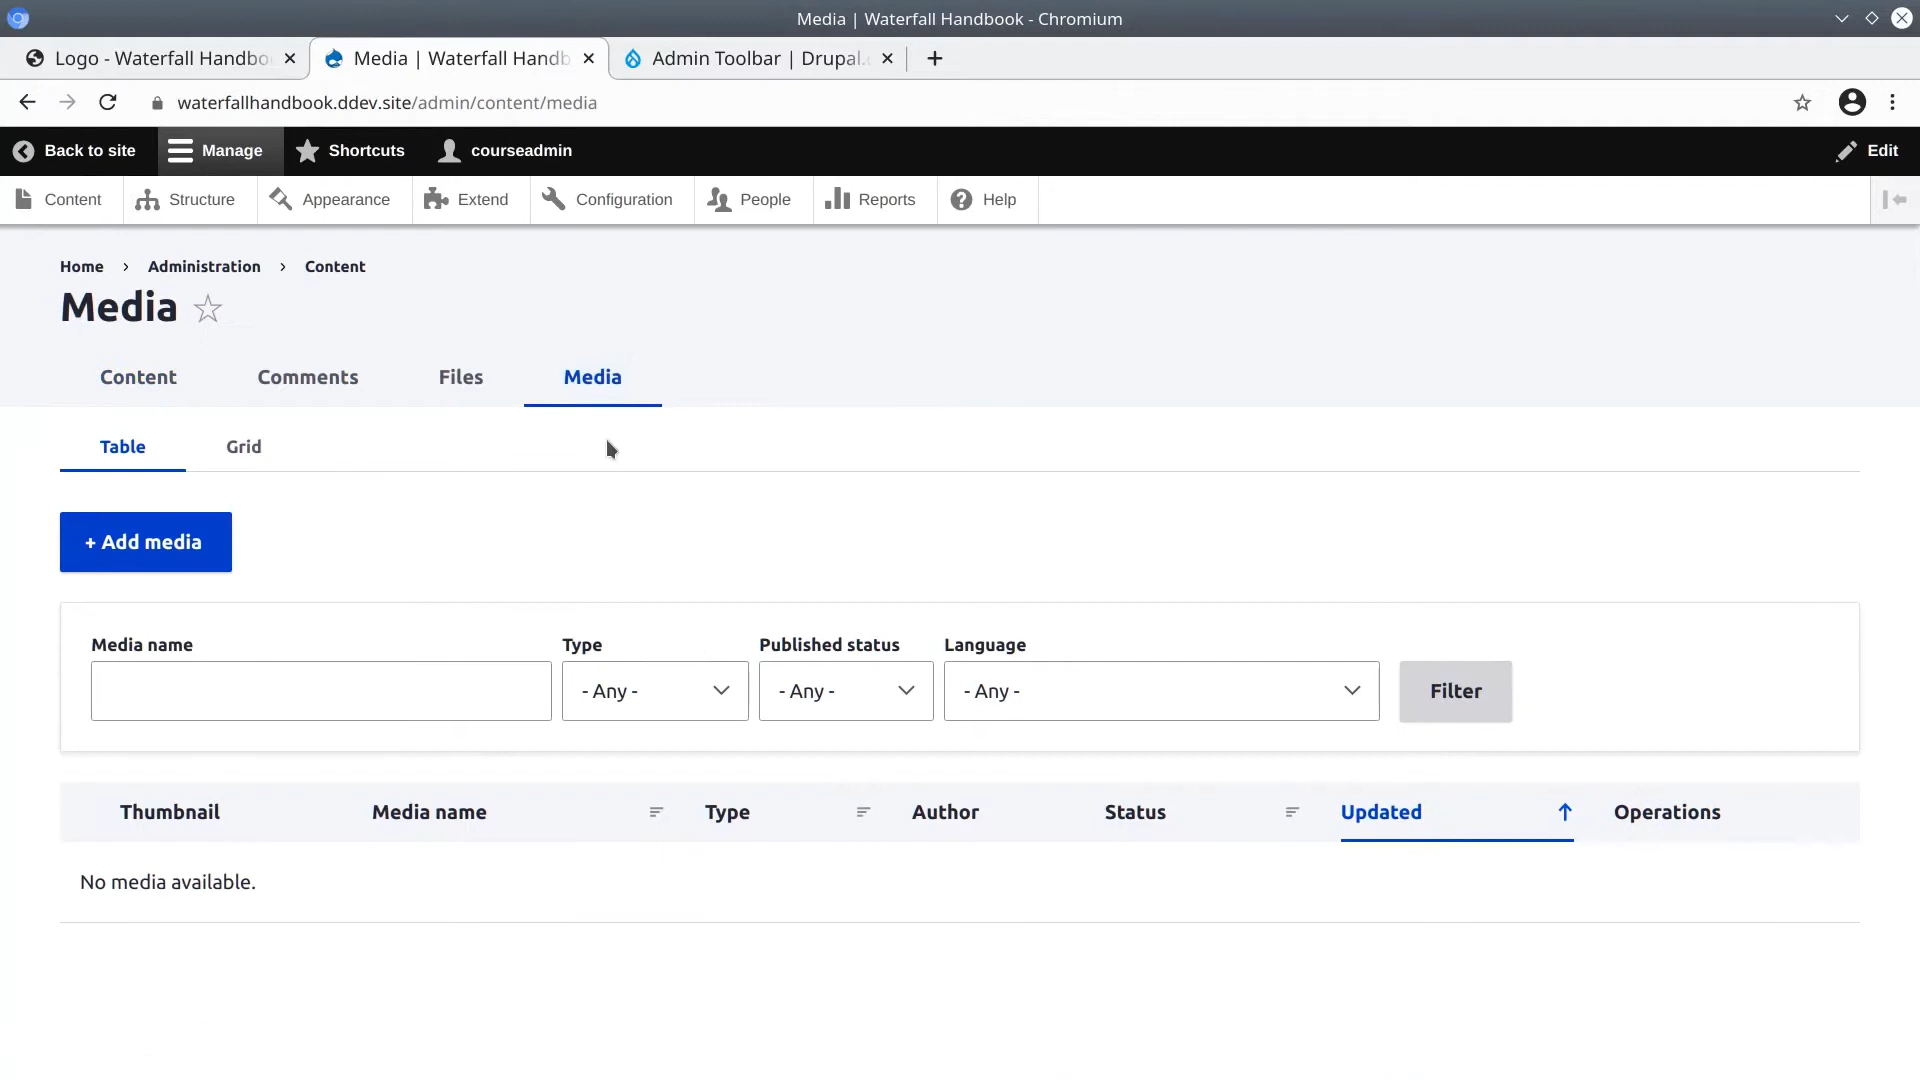 Media | Waterfall Handbook - Chromium
Logo - Waterfall Handbo
Media | Waterfall Handb
Admin Toolbar | Drupal.
waterfallhandbook.ddev.site/admin/content/media
Back to site
Manage
Shortcuts
courseadmin
Edit
Content
Structure
Appearance
Extend
Configuration
People
Reports
Help
Home › Administration › Content
Media
Content
Comments
Files
Media
Table
Grid
+ Add media
Media name
Type
Published status
Language
- Any -
- Any -
- Any -
Filter
Thumbnail
Media name
Type
Author
Status
Updated
Operations
No media available.